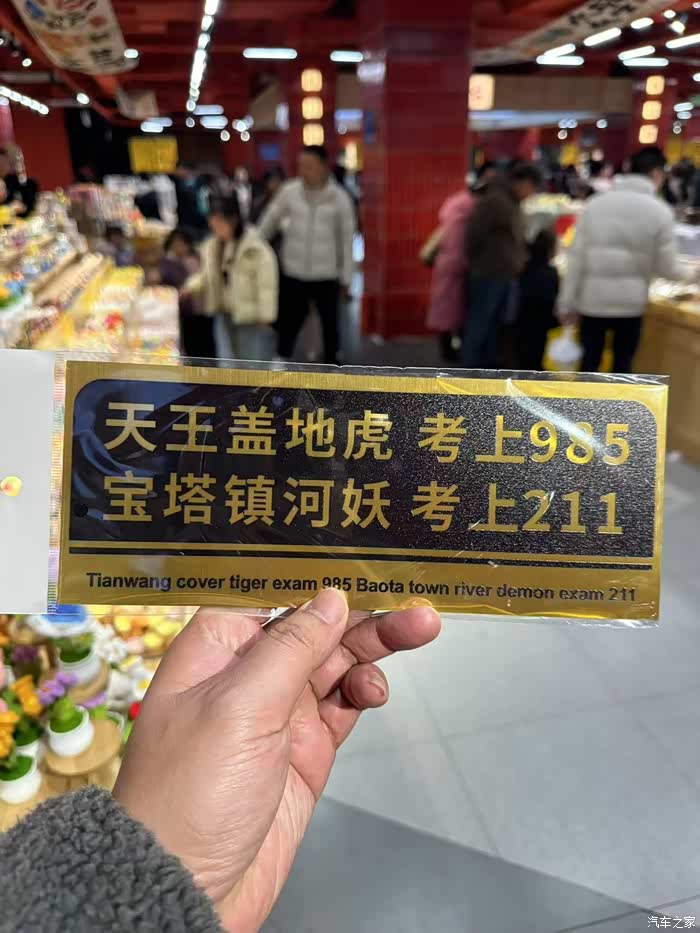 天王盖地虎 考上985
宝塔镇河妖 考上211
Tianwang cover tiger exam 985 Baota town river demon exam 211
汽车之家